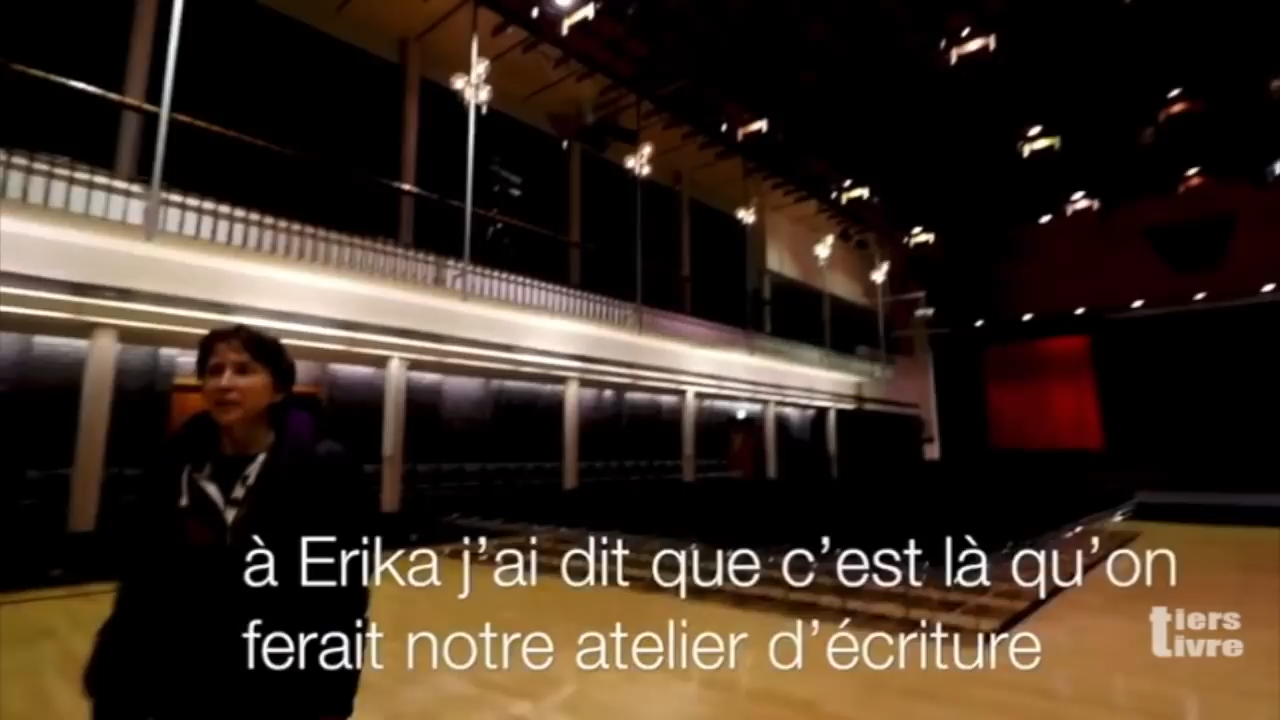 à Erika j’ai dit que c’est là qu’on
ferait notre atelier d’écriture
tiers
livre